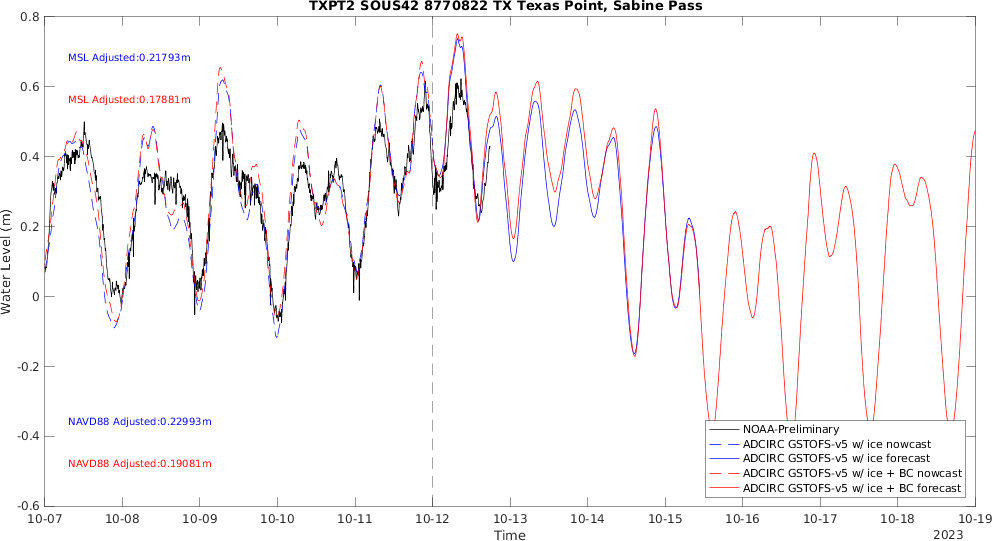 TXPT2 SOUS42 8770822 TX Texas Point, Sabine Pass
0.8
0.6
0.4
0.2
0
-0.2
-0.4
-0.6
Water Level (m)
MSL Adjusted:0.21793m
MSL Adjusted:0.17881m
NAVD88 Adjusted:0.22993m
NAVD88 Adjusted:0.19081m
NOAA-Preliminary
ADCIRC GSTOFS-v5 w/ ice nowcast
ADCIRC GSTOFS-v5 w/ ice forecast
ADCIRC GSTOFS-v5 w/ ice + BC nowcast
ADCIRC GSTOFS-v5 w/ ice + BC forecast
10-07 10-08 10-09 10-10 10-11 10-12 10-13 10-14 10-15 10-16 10-17 10-18 10-19
Time
2023